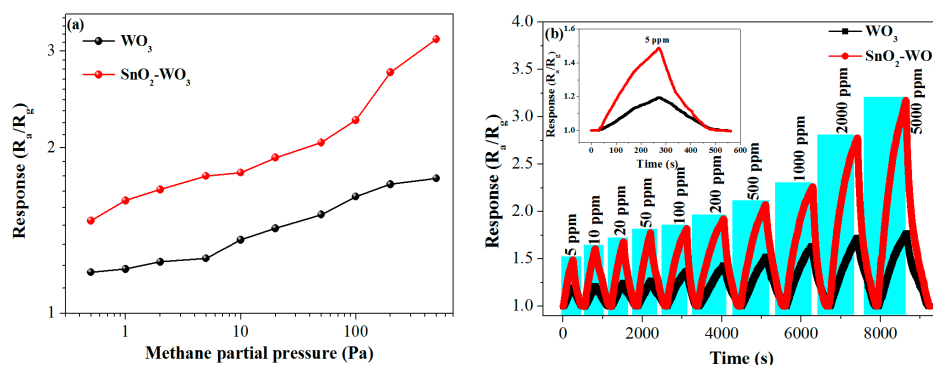 (a)
WO3
SnO2-WO3
3
2
1
Response (Ra/Rg)
1
10
100
Methane partial pressure (Pa)
(b)
WO3
SnO2-WO
4.0
3.5
3.0
2.5
2.0
1.5
1.0
Response (Ra/Rg)
0
2000
4000
6000
8000
Time (s)
5 ppm
10 ppm
20 ppm
50 ppm
100 ppm
200 ppm
500 ppm
1000 ppm
2000 ppm
5000 ppm
5 ppm
1.6
1.4
1.2
1.0
Response (Ra/Rg)
0
200
400
600
Time (s)